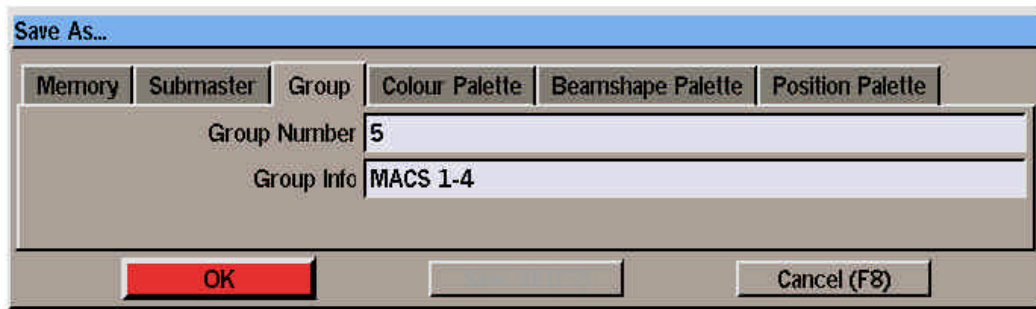 Save As...
Memory Submaster Group Colour Palette Beamshape Palette Position Palette
Group Number 5
Group Info MACS 1-4
OK Cancel (F8)